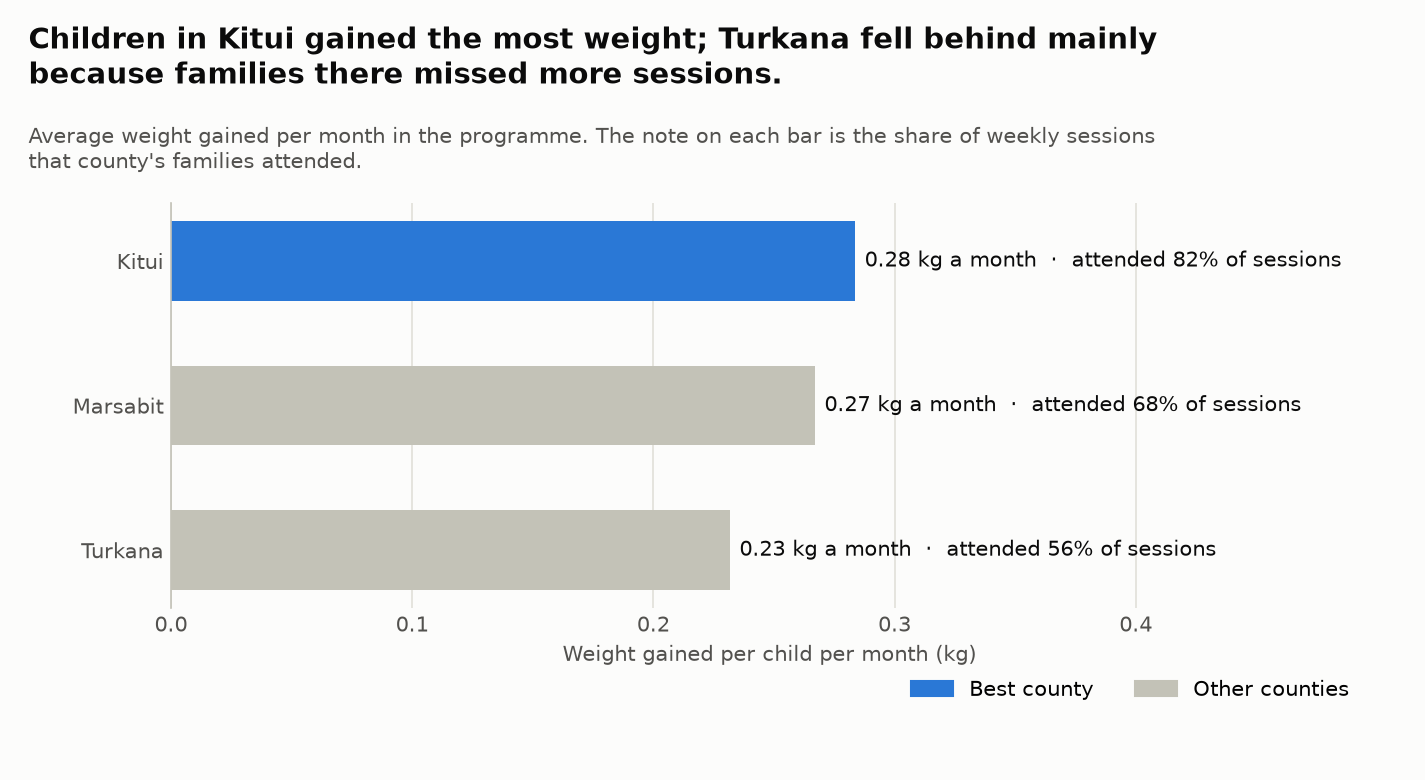 Children in Kitui gained the most weight; Turkana fell behind mainly
because families there missed more sessions.
Average weight gained per month in the programme. The note on each bar is the share of weekly sessions
that county's families attended.
Kitui
0.28 kg a month · attended 82% of sessions
Marsabit
0.27 kg a month · attended 68% of sessions
Turkana
0.23 kg a month · attended 56% of sessions
0.0 0.1 0.2 0.3 0.4
Weight gained per child per month (kg)
Best county Other counties